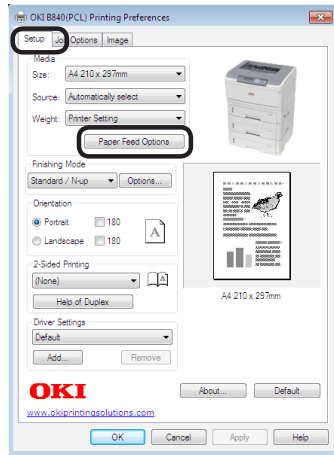 OKI B840(PCL) Printing Preferences
Setup Job Options Image
Media
Size: A4 210 x 297mm
Source: Automatically select
Weight: Printer Setting
Paper Feed Options
Finishing Mode
Standard / N-up Options...
Orientation
Portrait 180
Landscape 180
A
2-Sided Printing
(None)
Help of Duplex
A4 210 x 297mm
Driver Settings
Default
Add... Remove
OKI
About... Default
www.okiprintingsolutions.com
OK Cancel Apply Help